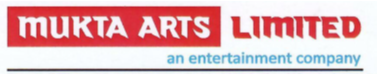 MUKTA ARTS LIMITED
an entertainment company